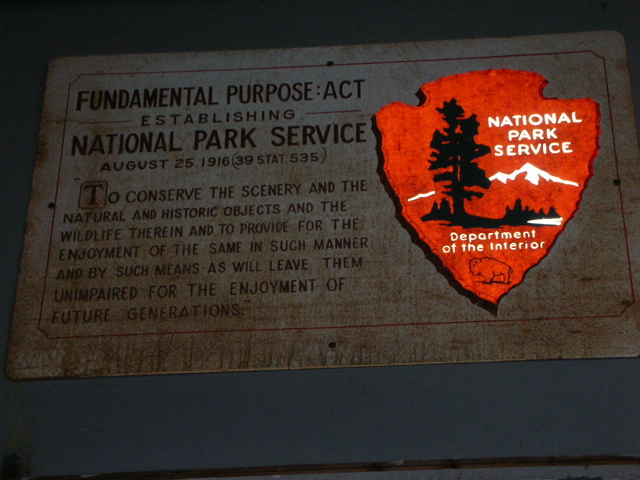 FUNDAMENTAL PURPOSE: ACT
ESTABLISHING
NATIONAL PARK SERVICE
AUGUST 25, 1916 (39 STAT. 535)
TO CONSERVE THE SCENERY AND THE
NATURAL AND HISTORIC OBJECTS AND THE
WILDLIFE THEREIN AND TO PROVIDE FOR THE
ENJOYMENT OF THE SAME IN SUCH MANNER
AND BY SUCH MEANS AS WILL LEAVE THEM
UNIMPAIRED FOR THE ENJOYMENT OF
FUTURE GENERATIONS."
NATIONAL
PARK
SERVICE
Department
of the Interior